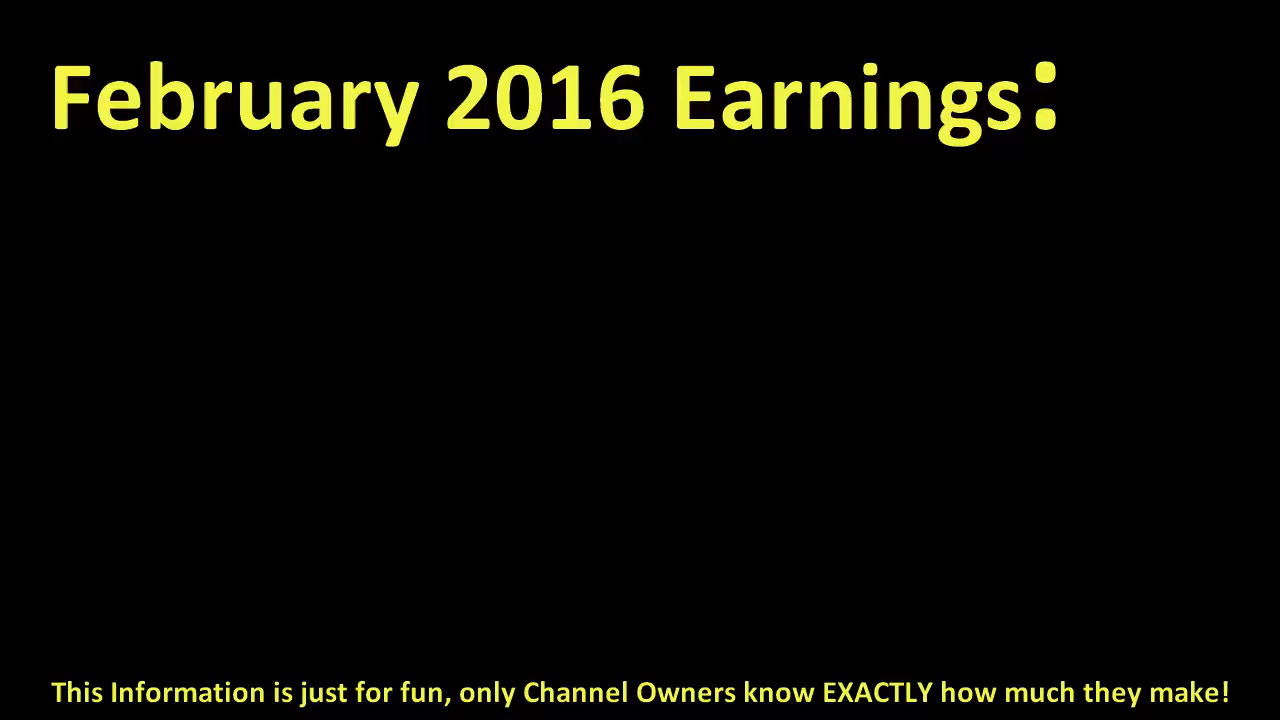 February 2016 Earnings:
This Information is just for fun, only Channel Owners know EXACTLY how much they make!